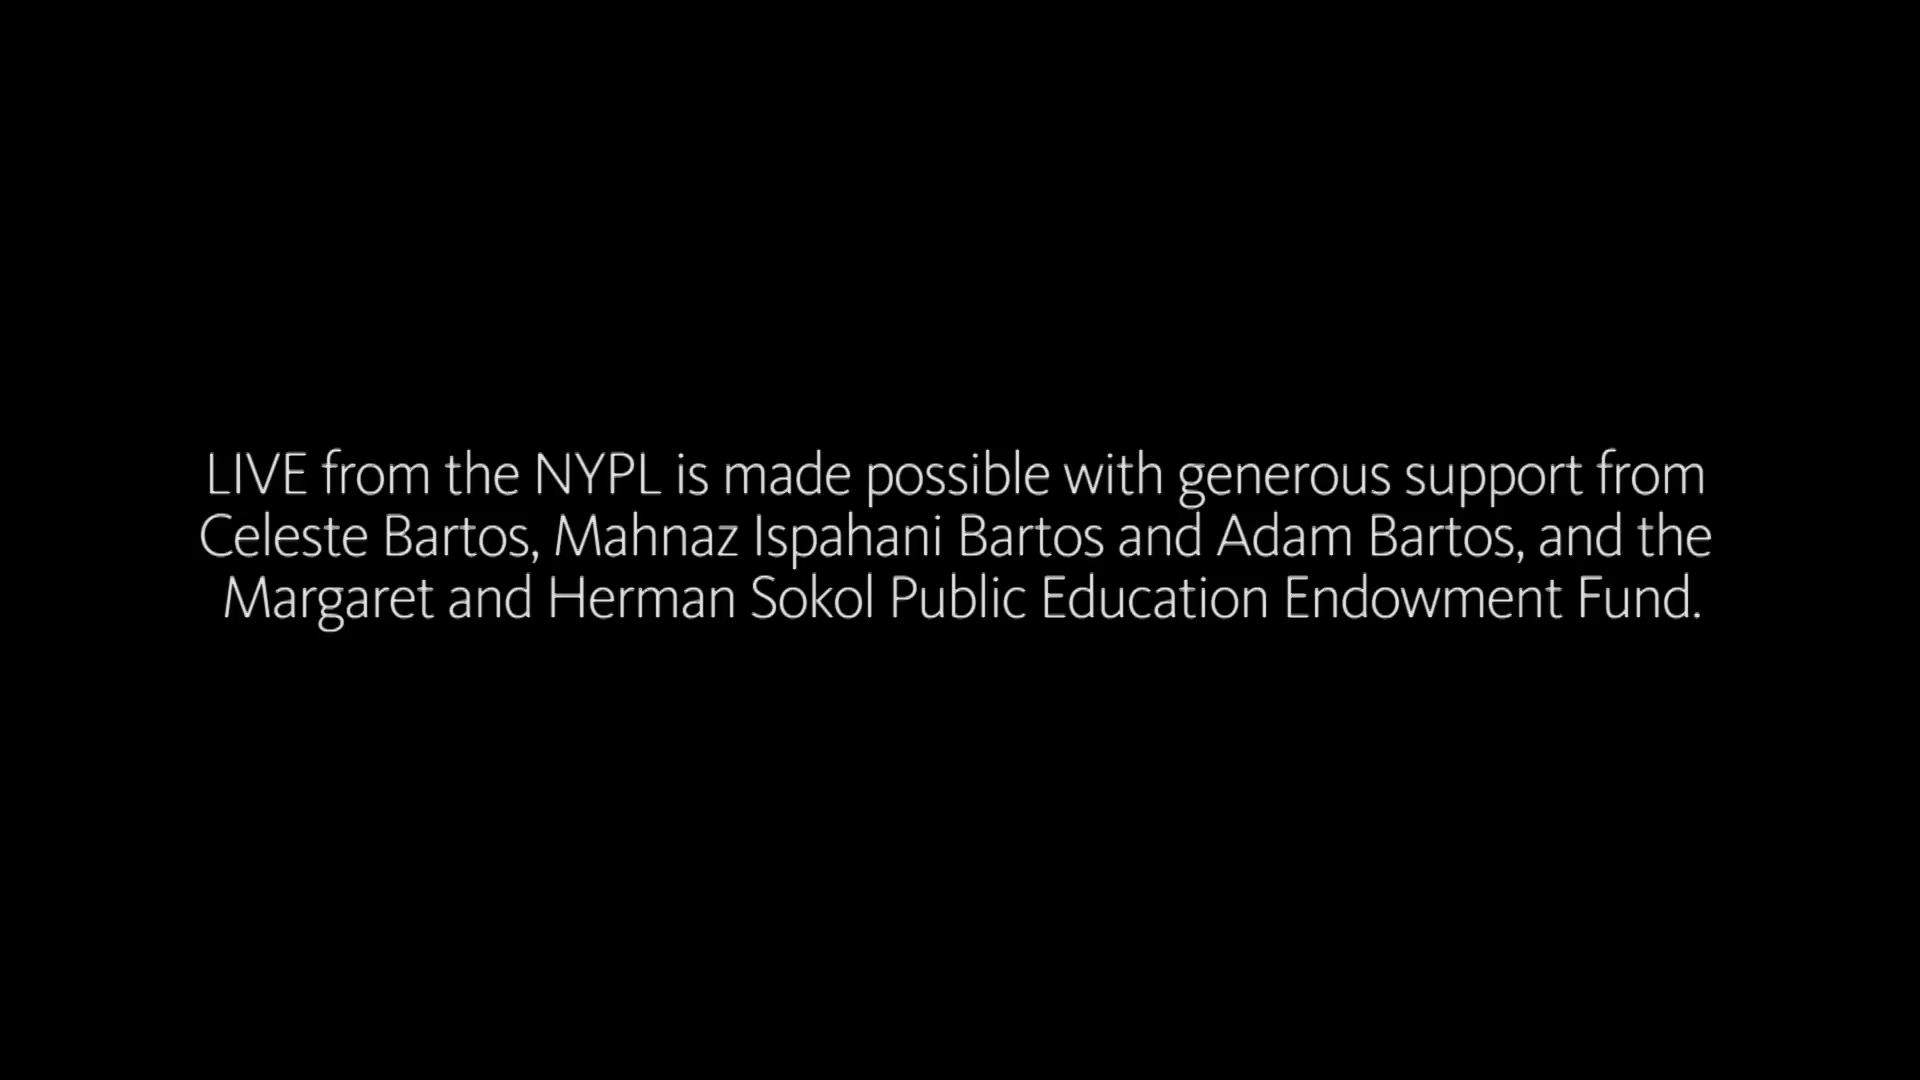 LIVE from the NYPL is made possible with generous support from
Celeste Bartos, Mahnaz Ispahani Bartos and Adam Bartos, and the
Margaret and Herman Sokol Public Education Endowment Fund.